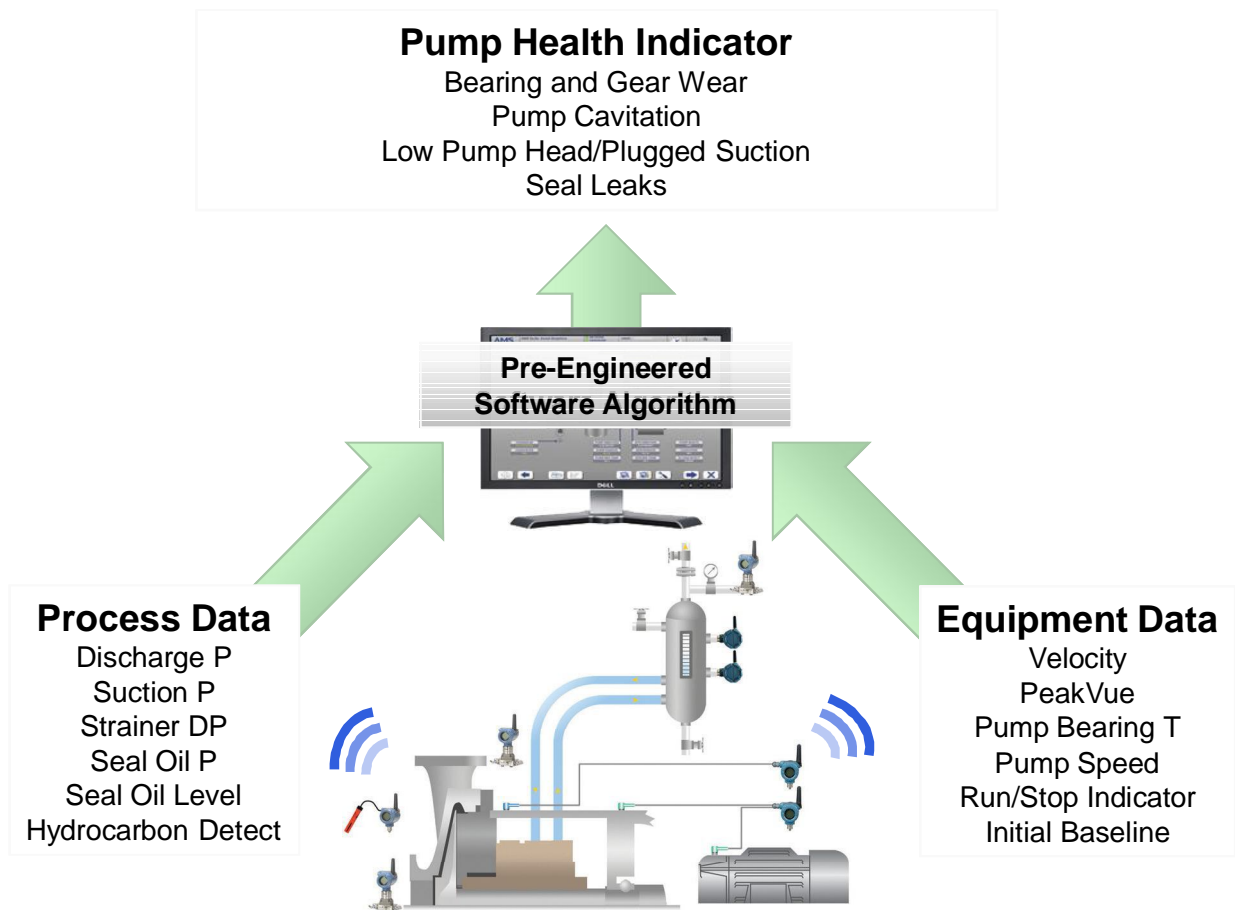 Pump Health Indicator
Bearing and Gear Wear
Pump Cavitation
Low Pump Head/Plugged Suction
Seal Leaks
AMS
Pre-Engineered
Software Algorithm
DELL
Process Data
Discharge P
Suction P
Strainer DP
Seal Oil P
Seal Oil Level
Hydrocarbon Detect
Equipment Data
Velocity
PeakVue
Pump Bearing T
Pump Speed
Run/Stop Indicator
Initial Baseline